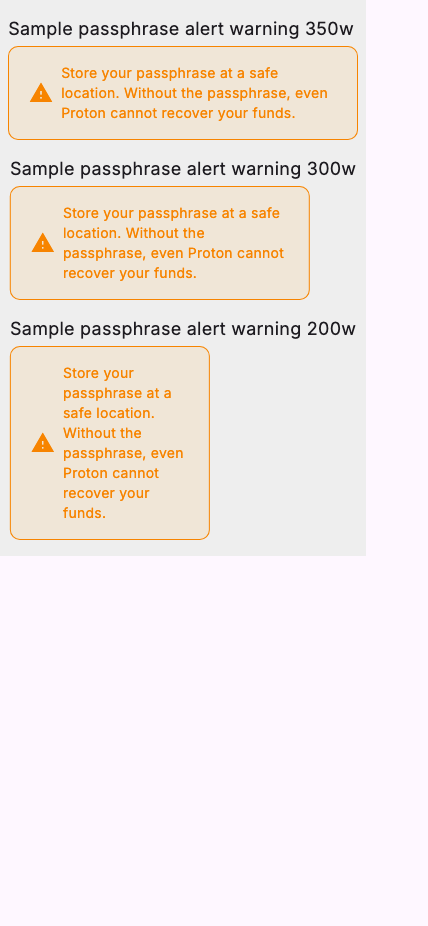 Sample passphrase alert warning 350w
Store your passphrase at a safe
location. Without the passphrase, even
Proton cannot recover your funds.
Sample passphrase alert warning 300w
Store your passphrase at a safe
location. Without the
passphrase, even Proton cannot
recover your funds.
Sample passphrase alert warning 200w
Store your
passphrase at a
safe location.
Without the
passphrase, even
Proton cannot
recover your
funds.